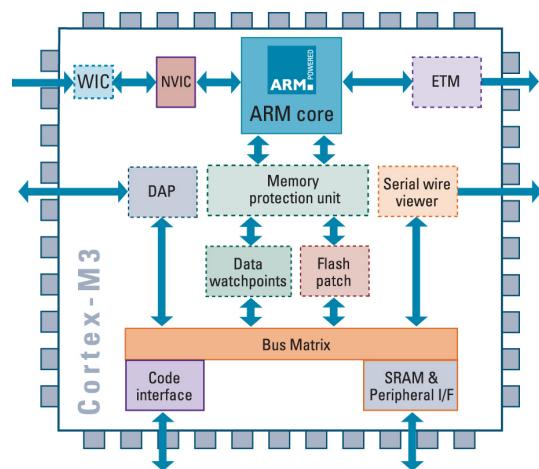 WIC
NVIC
ARM
POWERED
ARM core
ETM
DAP
Memory
protection unit
Serial wire
viewer
Data
watchpoints
Flash
patch
Bus Matrix
Code
interface
SRAM &
Peripheral I/F
Cortex-M3